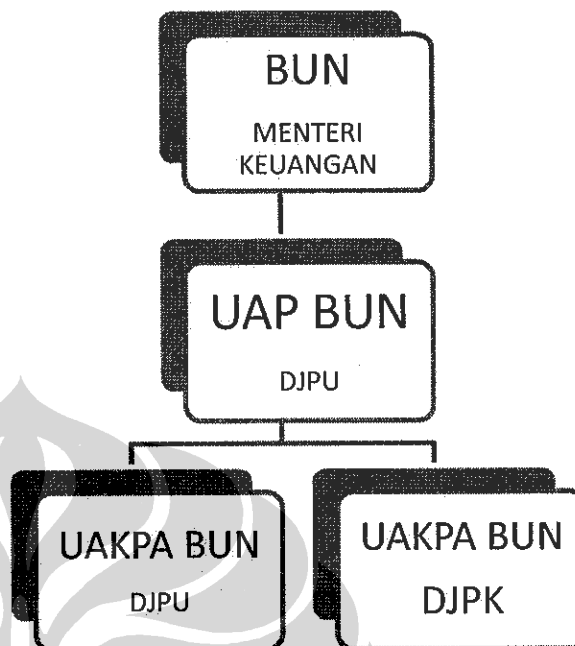 BUN
MENTERI
KEUANGAN
UAP BUN
DJPU
UAKPA BUN
DJPU
UAKPA BUN
DJPK